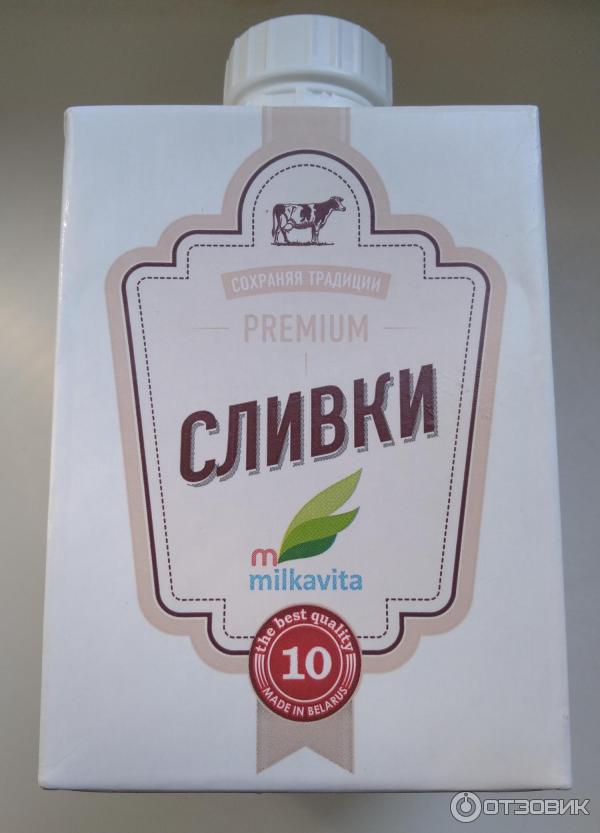 СОХРАНЯЯ ТРАДИЦИИ
PREMIUM
СЛИВКИ
m
milkavita
the best quality
10
MADE IN BELARUS
ОТЗОВИК